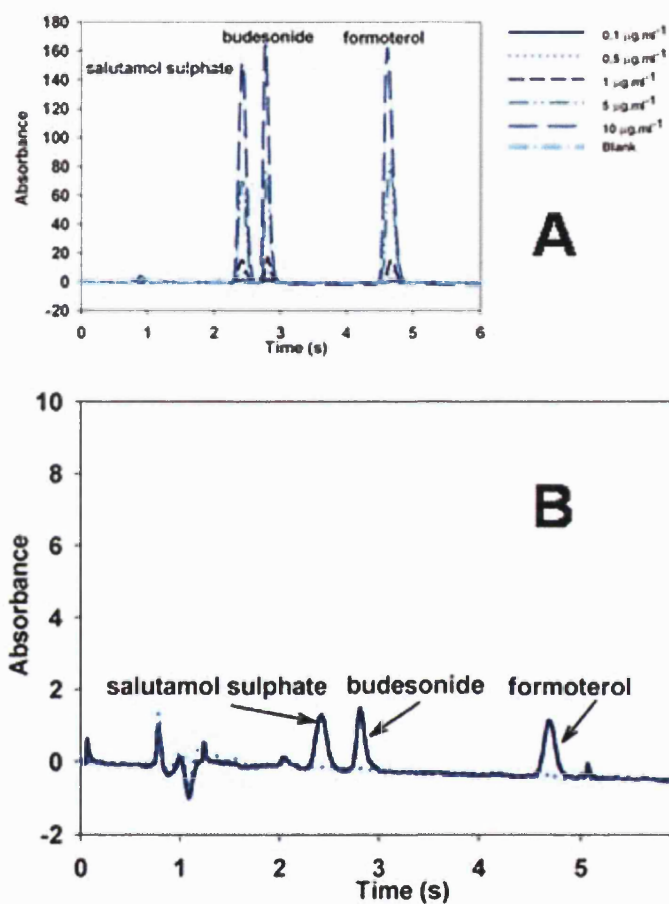 180
160
140
120
100
80
60
40
20
0
-20
Absorbance
salutamol sulphate
budesonide
formoterol
0 1 2 3 4 5 6
Time (s)
0.1 µg.ml⁻¹
0.5 µg.ml⁻¹
1 µg.ml⁻¹
5 µg.ml⁻¹
10 µg.ml⁻¹
Blank
A
10
8
6
4
2
0
-2
Absorbance
salutamol sulphate
budesonide
formoterol
0 1 2 3 4 5
Time (s)
B